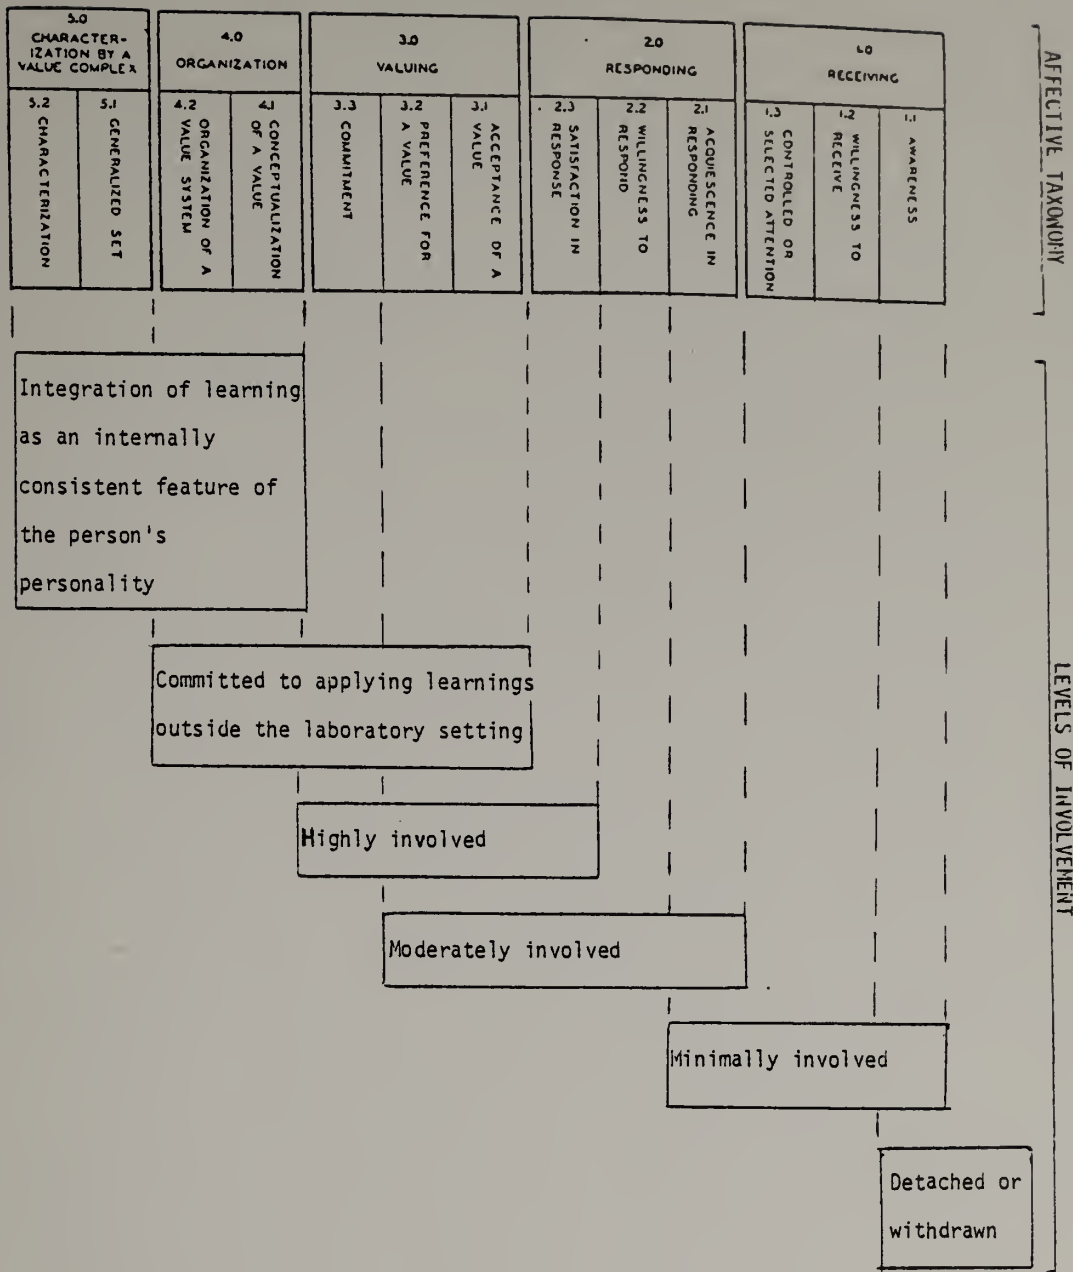 5.0
CHARACTER-
IZATION BY A
VALUE COMPLEX
4.0
ORGANIZATION
3.0
VALUING
2.0
RESPONDING
1.0
RECEIVING
5.2
CHARACTERIZATION
5.1
GENERALIZED SET
4.2
ORGANIZATION OF A
VALUE SYSTEM
4.1
CONCEPTUALIZATION
OF A VALUE
3.3
COMMITMENT
3.2
PREFERENCE FOR
A VALUE
3.1
ACCEPTANCE OF A
VALUE
2.3
SATISFACTION IN
RESPONSE
2.2
WILLINGNESS TO
RESPOND
2.1
ACQUIESCENCE IN
RESPONDING
1.3
CONTROLLED OR
SELECTED ATTENTION
1.2
WILLINGNESS TO
RECEIVE
1.1
AWARENESS
AFFECTIVE TAXONOMY
Integration of learning
as an internally
consistent feature of
the person's
personality
Committed to applying learnings
outside the laboratory setting
Highly involved
Moderately involved
Minimally involved
Detached or
withdrawn
LEVELS OF INVOLVEMENT